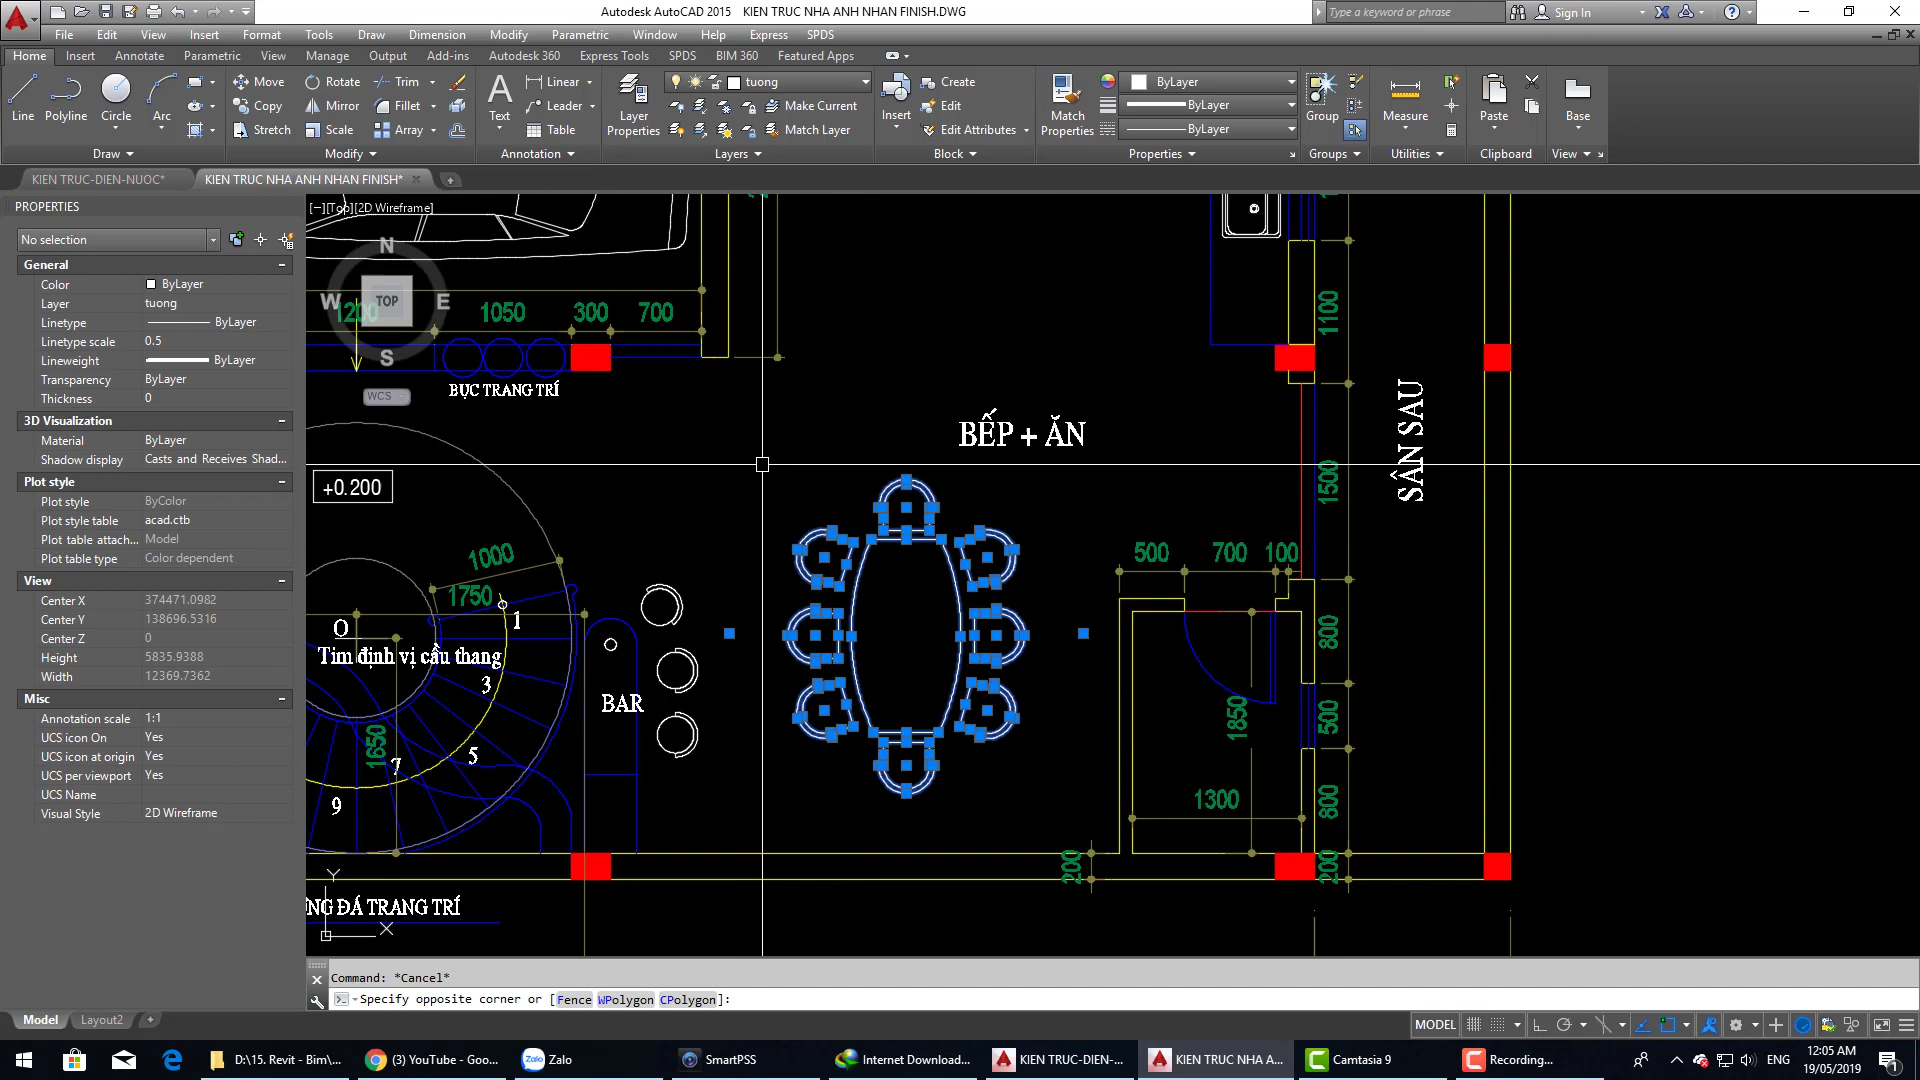 Autodesk AutoCAD 2015 KIEN TRUC NHA ANH NHAN FINISH.DWG
Type a keyword or phrase
Sign In
File Edit View Insert Format Tools Draw Dimension Modify Parametric Window Help Express SPDS
Home Insert Annotate Parametric View Manage Output Add-ins Autodesk 360 Express Tools SPDS BIM 360 Featured Apps
Line Polyline Circle Arc
Move Rotate Trim
Copy Mirror Fillet
Stretch Scale Array
Text Linear
Leader
Table
Layer Properties
tuong
Make Current
Match Layer
Insert
Create
Edit
Edit Attributes
Match Properties
ByLayer
ByLayer
ByLayer
Group
Measure
Paste
Base
Draw Modify Annotation Layers Block Properties Groups Utilities Clipboard View
KIEN TRUC-DIEN-NUOC*
KIEN TRUC NHA ANH NHAN FINISH*
PROPERTIES
No selection
General
Color ByLayer
Layer tuong
Linetype ByLayer
Linetype scale 0.5
Lineweight ByLayer
Transparency ByLayer
Thickness 0
3D Visualization
Material ByLayer
Shadow display Casts and Receives Shad...
Plot style
Plot style ByColor
Plot style table acad.ctb
Plot table attach... Model
Plot table type Color dependent
View
Center X 374471.0982
Center Y 138696.5316
Center Z 0
Height 5835.9388
Width 12369.7362
Misc
Annotation scale 1:1
UCS icon On Yes
UCS icon at origin Yes
UCS per viewport Yes
UCS Name
Visual Style 2D Wireframe
[−][Top][2D Wireframe]
N
W TOP E
S
WCS
1200 1050 300 700
BỤC TRANG TRÍ
+0.200
BẾP + ĂN
SÂN SAU
1100
1500
800
500
800
200
1000
1750
1
O
Tim định vị cầu thang
3
5
7
9
1650
BAR
500 700 100
1850
1300
200
NG ĐÁ TRANG TRÍ
Y
X
Command: *Cancel*
Specify opposite corner or [Fence WPolygon CPolygon]:
Model Layout2
MODEL
D:\15. Revit - Bim\...
(3) YouTube - Goo...
Zalo
SmartPSS
Internet Download...
KIEN TRUC-DIEN-...
KIEN TRUC NHA A...
Camtasia 9
Recording...
ENG
12:05 AM
19/05/2019
1